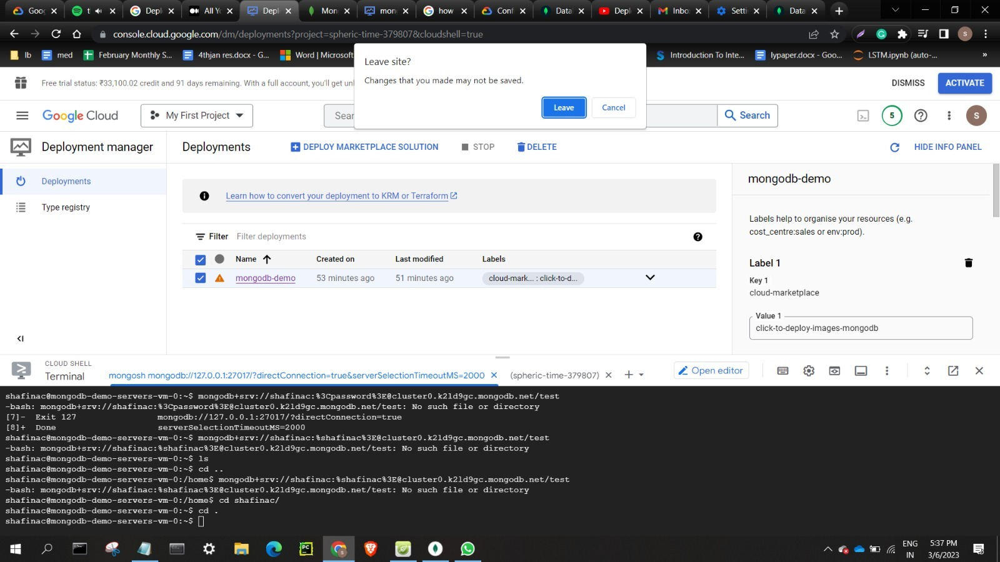 Goo
t
Depl
All Y
Depl
Mon
mon
how
Conf
Data
Depl
Inbo
Setti
Data
console.cloud.google.com/dm/deployments?project=spheric-time-379807&cloudshell=true
lb
med
February Monthly S...
4thjan res.docx - G...
Word | Microsoft
Introduction To Inte...
lypaper.docx - Goo...
LSTM.ipynb (auto-...
»
Leave site?
Changes that you made may not be saved.
Leave
Cancel
Free trial status: ₹33,100.02 credit and 91 days remaining. With a full account, you'll get un
DISMISS
ACTIVATE
Google Cloud
My First Project
Sear
Search
5
S
Deployment manager
Deployments
DEPLOY MARKETPLACE SOLUTION
STOP
DELETE
HIDE INFO PANEL
Deployments
Type registry
Learn how to convert your deployment to KRM or Terraform
Filter Filter deployments
Name Created on Last modified Labels
mongodb-demo 53 minutes ago 51 minutes ago cloud-mark... : click-to-d...
mongodb-demo
Labels help to organise your resources (e.g.
cost_centre:sales or env:prod).
Label 1
Key 1
cloud-marketplace
Value 1
click-to-deploy-images-mongodb
CLOUD SHELL
Terminal
mongosh mongodb://127.0.0.1:27017/?directConnection=true&serverSelectionTimeoutMS=2000
(spheric-time-379807)
Open editor
shafinac@mongodb-demo-servers-vm-0:~$ mongodb+srv://shafinac:%3Cpassword%3E@cluster0.k2ld9gc.mongodb.net/test
-bash: mongodb+srv://shafinac:%3Cpassword%3E@cluster0.k2ld9gc.mongodb.net/test: No such file or directory
[7]- Exit 127 mongodb://127.0.0.1:27017/?directConnection=true
[8]+ Done serverSelectionTimeoutMS=2000
shafinac@mongodb-demo-servers-vm-0:~$ mongodb+srv://shafinac:%shafinac%3E@cluster0.k2ld9gc.mongodb.net/test
-bash: mongodb+srv://shafinac:%shafinac%3E@cluster0.k2ld9gc.mongodb.net/test: No such file or directory
shafinac@mongodb-demo-servers-vm-0:~$ ls
shafinac@mongodb-demo-servers-vm-0:~$ cd ..
shafinac@mongodb-demo-servers-vm-0:/home$ mongodb+srv://shafinac:%shafinac%3E@cluster0.k2ld9gc.mongodb.net/test
-bash: mongodb+srv://shafinac:%shafinac%3E@cluster0.k2ld9gc.mongodb.net/test: No such file or directory
shafinac@mongodb-demo-servers-vm-0:/home$ cd shafinac/
shafinac@mongodb-demo-servers-vm-0:~$ cd .
shafinac@mongodb-demo-servers-vm-0:~$
ENG
IN
5:37 PM
3/6/2023